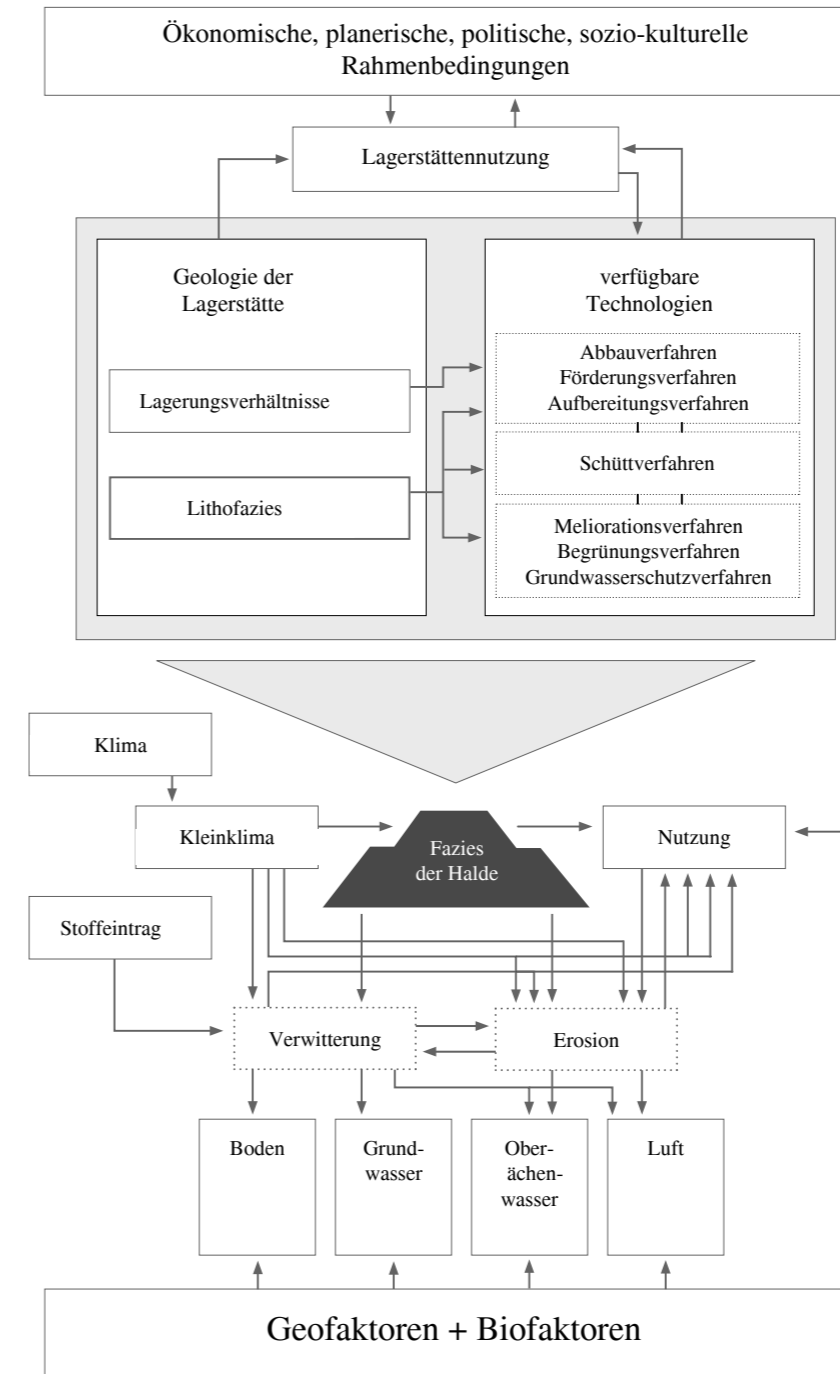 Ökonomische, planerische, politische, sozio-kulturelle
Rahmenbedingungen
Lagerstättennutzung
Geologie der
Lagerstätte
Lagerungsverhältnisse
Lithofazies
verfügbare
Technologien
Abbauverfahren
Förderungsverfahren
Aufbereitungsverfahren
Schüttverfahren
Meliorationsverfahren
Begrünungsverfahren
Grundwasserschutzverfahren
Klima
Kleinklima
Fazies
der Halde
Nutzung
Stoffeintrag
Verwitterung
Erosion
Boden
Grund-
wasser
Ober-
ächen-
wasser
Luft
Geofaktoren + Biofaktoren